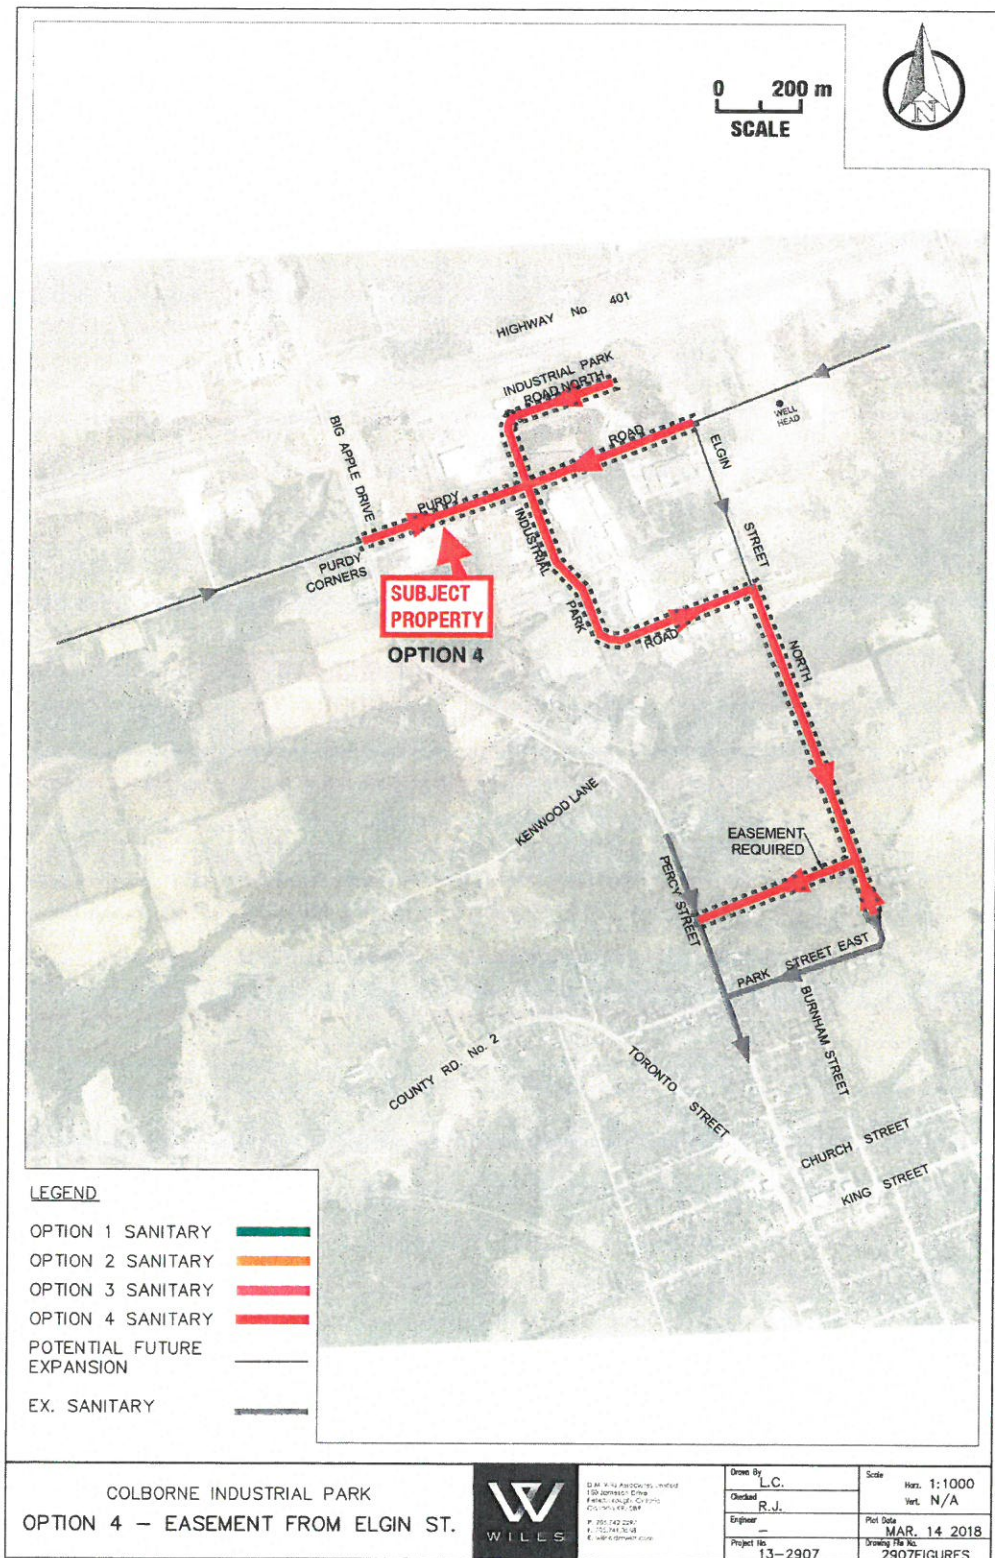 0 200 m
SCALE
N
HIGHWAY No 401
INDUSTRIAL PARK
ROAD NORTH
WELL
HEAD
BIG APPLE DRIVE
ROAD
ELGIN
PURDY
STREET
INDUSTRIAL
PURDY
CORNERS
SUBJECT
PROPERTY
OPTION 4
PARK
ROAD
NORTH
KENWOOD LANE
EASEMENT
REQUIRED
PERCY STREET
PARK STREET EAST
BURNHAM STREET
COUNTY RD. No. 2
TORONTO STREET
CHURCH STREET
KING STREET
LEGEND
OPTION 1 SANITARY
OPTION 2 SANITARY
OPTION 3 SANITARY
OPTION 4 SANITARY
POTENTIAL FUTURE
EXPANSION
EX. SANITARY
COLBORNE INDUSTRIAL PARK
OPTION 4 – EASEMENT FROM ELGIN ST.
W
WILLS
Drawn By
L.C.
Checked
R.J.
Engineer
–
Project No.
13-2907
Scale
Horz. 1:1000
Vert. N/A
Plot Date
MAR. 14 2018
Drawing File No.
2907FIGURES